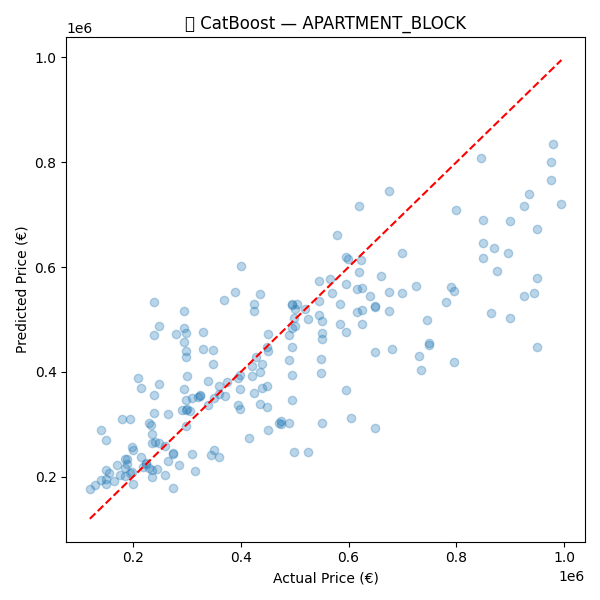 CatBoost — APARTMENT_BLOCK
1e6
1.0
0.8
0.6
0.4
0.2
Predicted Price (€)
0.2 0.4 0.6 0.8 1.0
1e6
Actual Price (€)